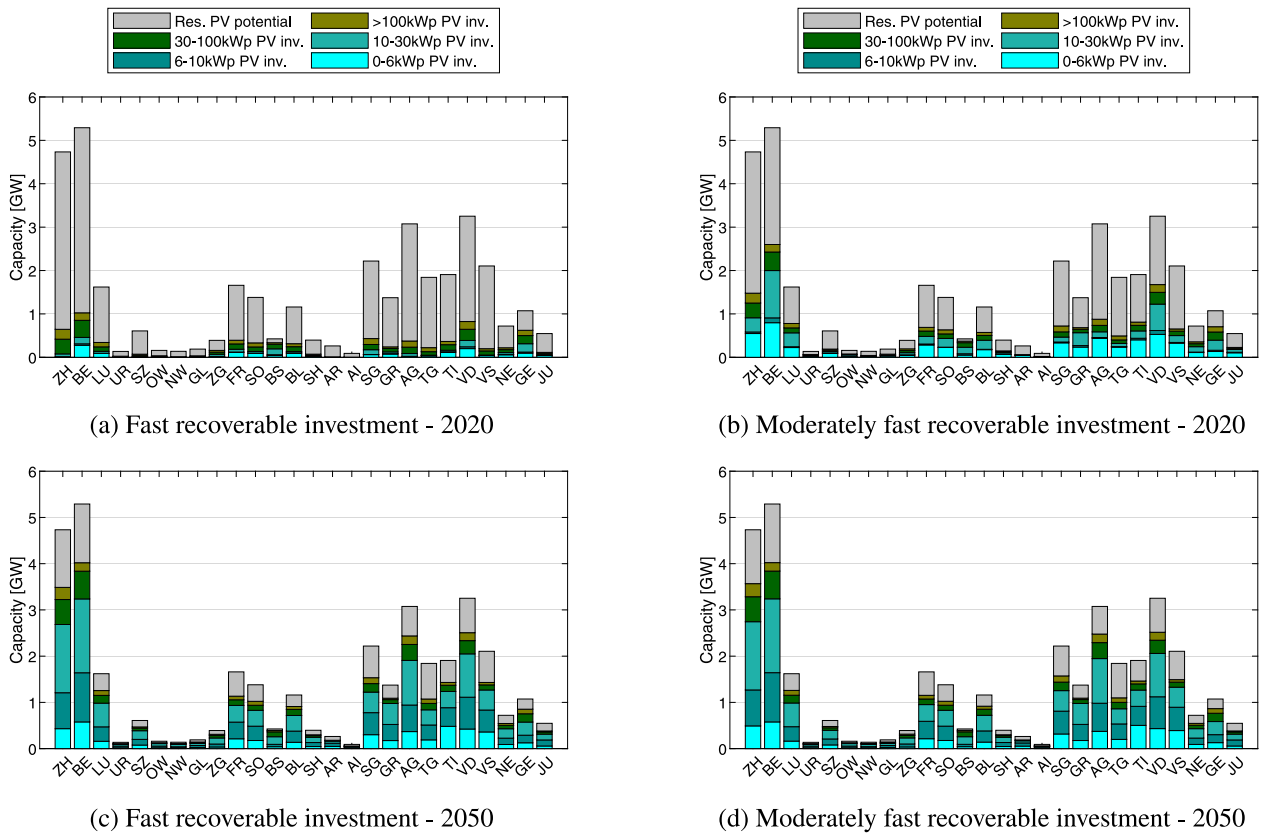 Res. PV potential >100kWp PV inv.
30-100kWp PV inv. 10-30kWp PV inv.
6-10kWp PV inv. 0-6kWp PV inv.
Capacity [GW]
6
5
4
3
2
1
0
ZH BE LU UR SZ OW NW GL ZG FR SO BS BL SH AR AI SG GR AG TG TI VD VS NE GE JU
(a) Fast recoverable investment - 2020
Res. PV potential >100kWp PV inv.
30-100kWp PV inv. 10-30kWp PV inv.
6-10kWp PV inv. 0-6kWp PV inv.
Capacity [GW]
6
5
4
3
2
1
0
ZH BE LU UR SZ OW NW GL ZG FR SO BS BL SH AR AI SG GR AG TG TI VD VS NE GE JU
(b) Moderately fast recoverable investment - 2020
Capacity [GW]
6
5
4
3
2
1
0
ZH BE LU UR SZ OW NW GL ZG FR SO BS BL SH AR AI SG GR AG TG TI VD VS NE GE JU
(c) Fast recoverable investment - 2050
Capacity [GW]
6
5
4
3
2
1
0
ZH BE LU UR SZ OW NW GL ZG FR SO BS BL SH AR AI SG GR AG TG TI VD VS NE GE JU
(d) Moderately fast recoverable investment - 2050